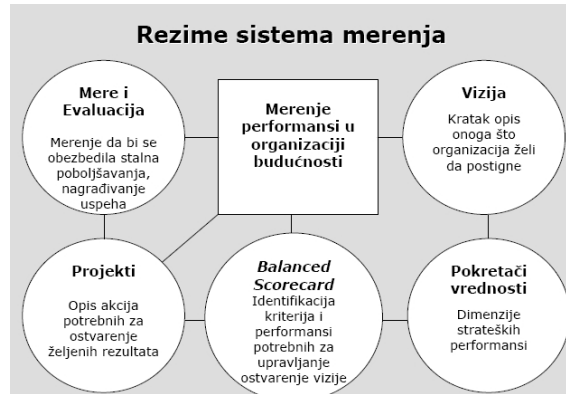 Rezime sistema merenja
Mere i
Evaluacija
Merenje da bi se
obezbedila stalna
poboljšavanja,
nagrađivanje
uspeha
Merenje
performansi u
organizaciji
budućnosti
Vizija
Kratak opis
onoga što
organizacija želi
da postigne
Projekti
Opis akcija
potrebnih za
ostvarenje
željenih rezultata
Balanced
Scorecard
Identifikacija
kriterija i
performansi
potrebnih za
upravljanje
ostvarenje vizije
Pokretači
vrednosti
Dimenzije
strateških
performansi